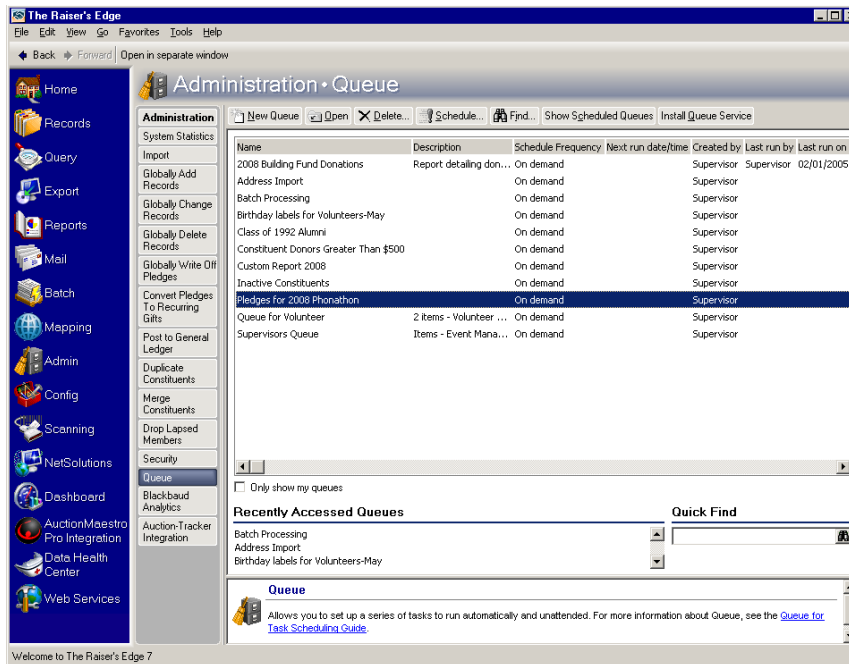 The Raiser's Edge
File Edit View Go Favorites Tools Help
Back Forward Open in separate window
Administration • Queue
Home
Records
Query
Export
Reports
Mail
Batch
Mapping
Admin
Config
Scanning
NetSolutions
Dashboard
AuctionMaestro
Pro Integration
Data Health
Center
Web Services
Administration
System Statistics
Import
Globally Add
Records
Globally Change
Records
Globally Delete
Records
Globally Write Off
Pledges
Convert Pledges
To Recurring
Gifts
Post to General
Ledger
Duplicate
Constituents
Merge
Constituents
Drop Lapsed
Members
Security
Queue
Blackbaud
Analytics
Auction-Tracker
Integration
New Queue Open Delete... Schedule... Find... Show Scheduled Queues Install Queue Service
Name Description Schedule Frequency Next run date/time Created by Last run by Last run on
2008 Building Fund Donations Report detailing don... On demand Supervisor Supervisor 02/01/2005
Address Import On demand Supervisor
Batch Processing On demand Supervisor
Birthday labels for Volunteers-May On demand Supervisor
Class of 1992 Alumni On demand Supervisor
Constituent Donors Greater Than $500 On demand Supervisor
Custom Report 2008 On demand Supervisor
Inactive Constituents On demand Supervisor
Pledges for 2008 Phonathon On demand Supervisor
Queue for Volunteer 2 items - Volunteer ... On demand Supervisor
Supervisors Queue Items - Event Mana... On demand Supervisor
Only show my queues
Recently Accessed Queues Quick Find
Batch Processing
Address Import
Birthday labels for Volunteers-May
Queue
Allows you to set up a series of tasks to run automatically and unattended. For more information about Queue, see the Queue for
Task Scheduling Guide.
Welcome to The Raiser's Edge 7